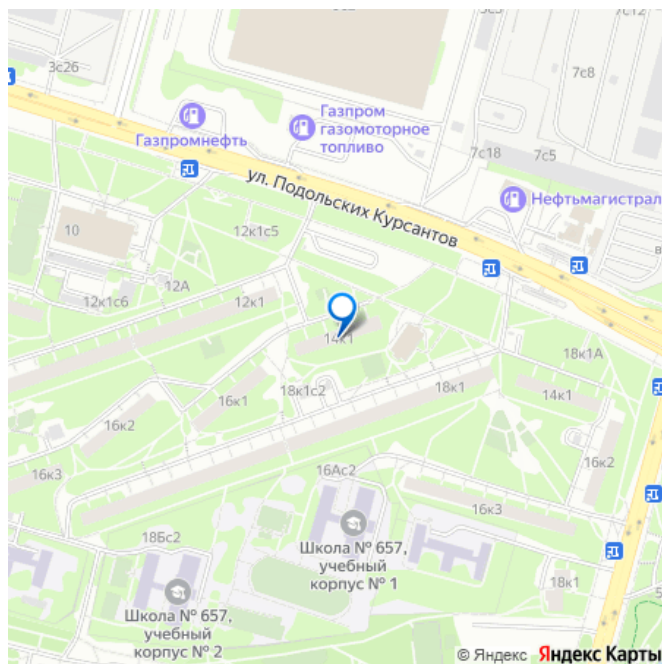 3с26
7с8
Газпромнефть
Газпром
газомоторное
топливо
7с18
7с5
Нефтьмагистрал
ул. Подольских Курсантов
10
12к1с5
12А
12к1с6
12к1
14к1
18к1А
18к1с2
18к1
14к1
16к1
16к2
16к2
16к3
16Ас2
16к3
18Бс2
Школа № 657,
учебный
корпус № 1
18к1
Школа № 657,
учебный
корпус № 2
© Яндекс Яндекс Карты